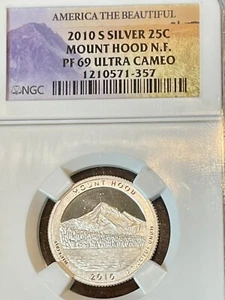 AMERICA THE BEAUTIFUL
2010 S SILVER 25C
MOUNT HOOD N.F.
PF 69 ULTRA CAMEO
1210571-357
NGC
MOUNT HOOD
2010